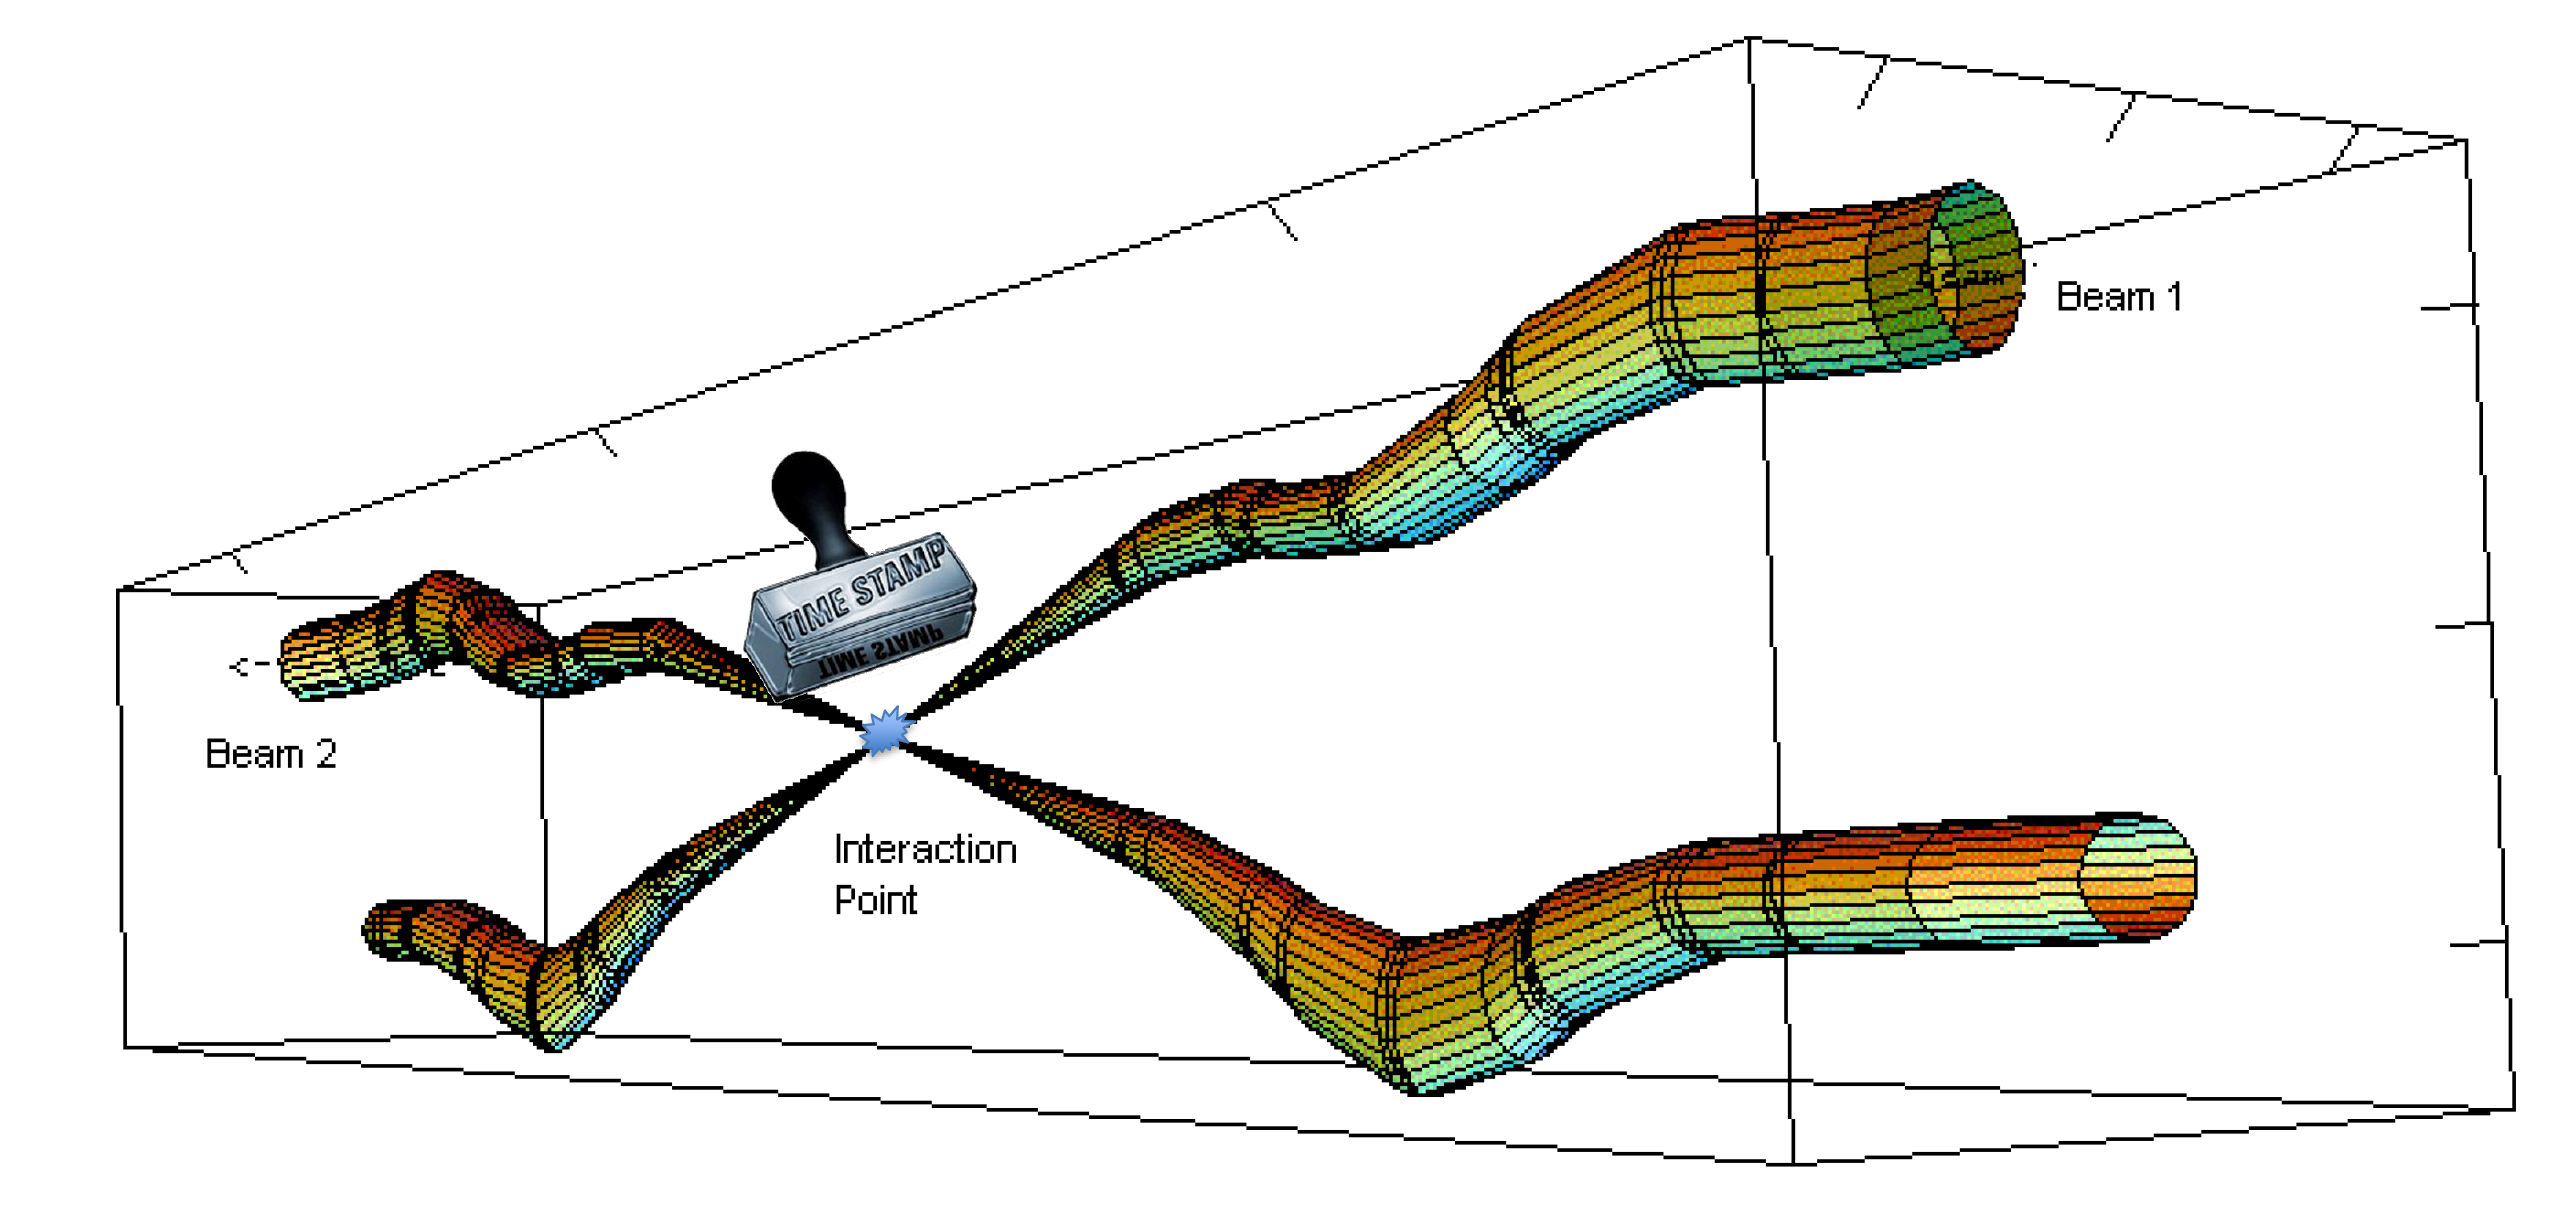 Beam 1
TIME STAMP
TIME STAMP
Beam 2
Interaction
Point